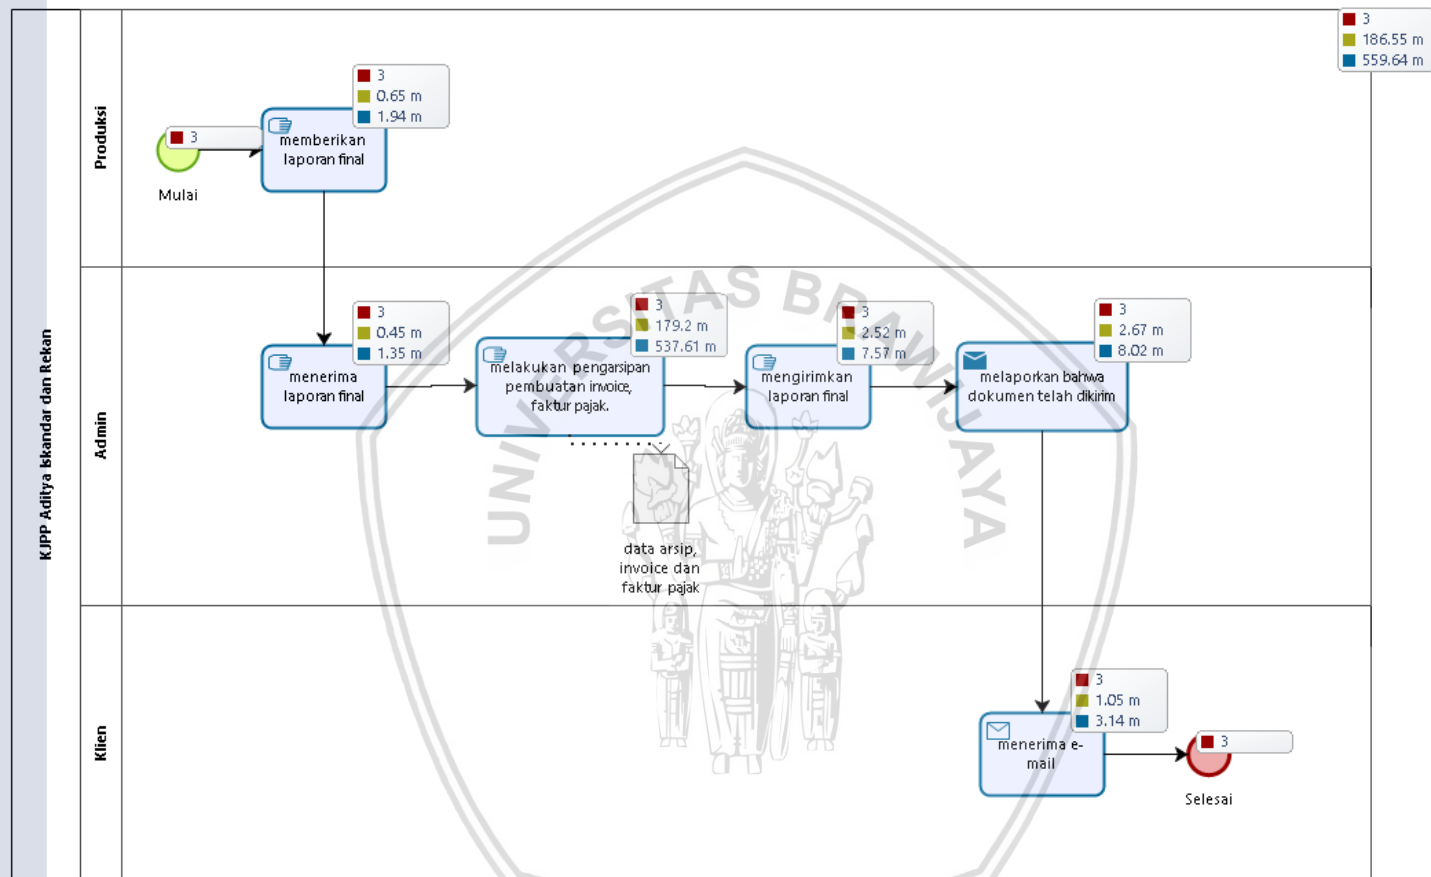 3
186.55 m
559.64 m
KJPP Aditya Iskandar dan Rekan
Produksi
3
Mulai
3
0.65 m
1.94 m
memberikan
laporan final
Admin
3
0.45 m
1.35 m
menerima
laporan final
3
179.2 m
537.61 m
melakukan pengarsipan
pembuatan invoice,
faktur pajak.
data arsip,
invoice dan
faktur pajak
3
2.52 m
7.57 m
mengirimkan
laporan final
3
2.67 m
8.02 m
melaporkan bahwa
dokumen telah dikirim
Klien
3
1.05 m
3.14 m
menerima e-
mail
3
Selesai
UNIVERSITAS BRAWIJAYA